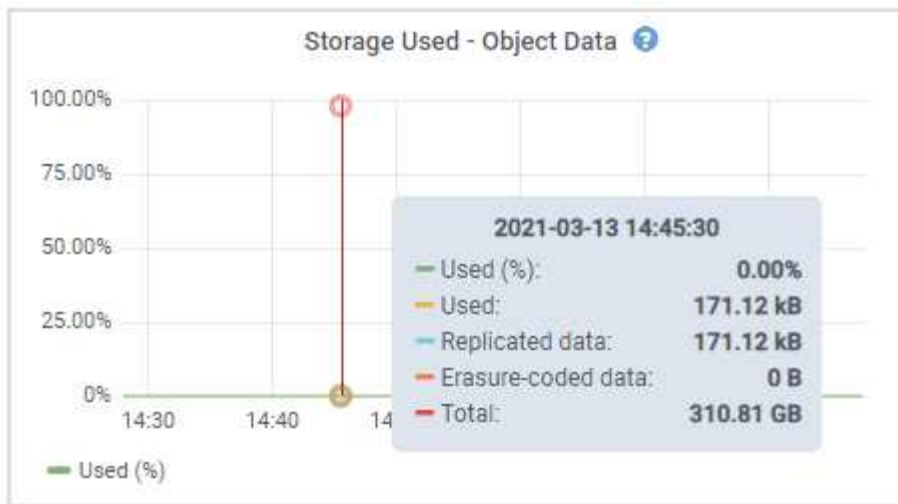 Storage Used - Object Data ?
100.00%
75.00%
50.00%
25.00%
0%
14:30 14:40
2021-03-13 14:45:30
Used (%): 0.00%
Used: 171.12 kB
Replicated data: 171.12 kB
Erasure-coded data: 0 B
Total: 310.81 GB
Used (%)